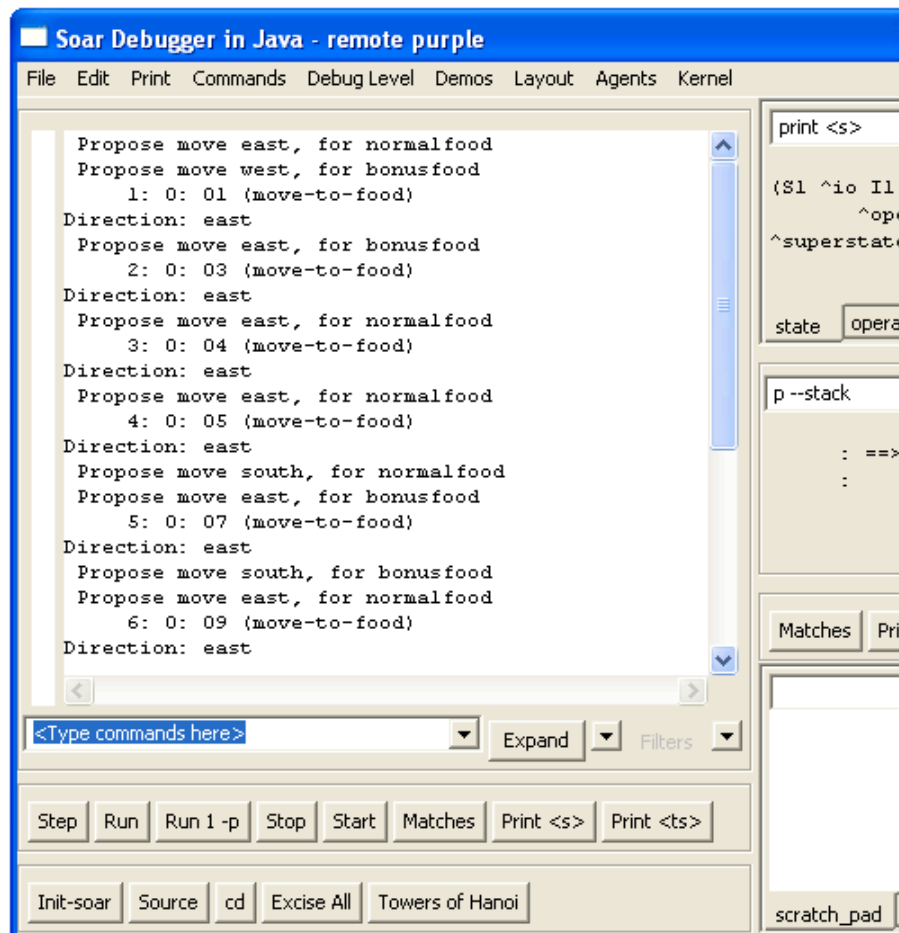 Soar Debugger in Java - remote purple
File Edit Print Commands Debug Level Demos Layout Agents Kernel
Propose move east, for normalfood
Propose move west, for bonusfood
1: O: O1 (move-to-food)
Direction: east
Propose move east, for bonusfood
2: O: O3 (move-to-food)
Direction: east
Propose move east, for normalfood
3: O: O4 (move-to-food)
Direction: east
Propose move east, for normalfood
4: O: O5 (move-to-food)
Direction: east
Propose move south, for normalfood
Propose move east, for bonusfood
5: O: O7 (move-to-food)
Direction: east
Propose move south, for bonusfood
Propose move east, for normalfood
6: O: O9 (move-to-food)
Direction: east
<Type commands here>
Expand
Filters
Step Run Run 1 -p Stop Start Matches Print <s> Print <ts>
Init-soar Source cd Excise All Towers of Hanoi
print <s>
(S1 ^io I1
^ope
^superstate
state opera
p --stack
: ==>
:
Matches Pri
scratch_pad